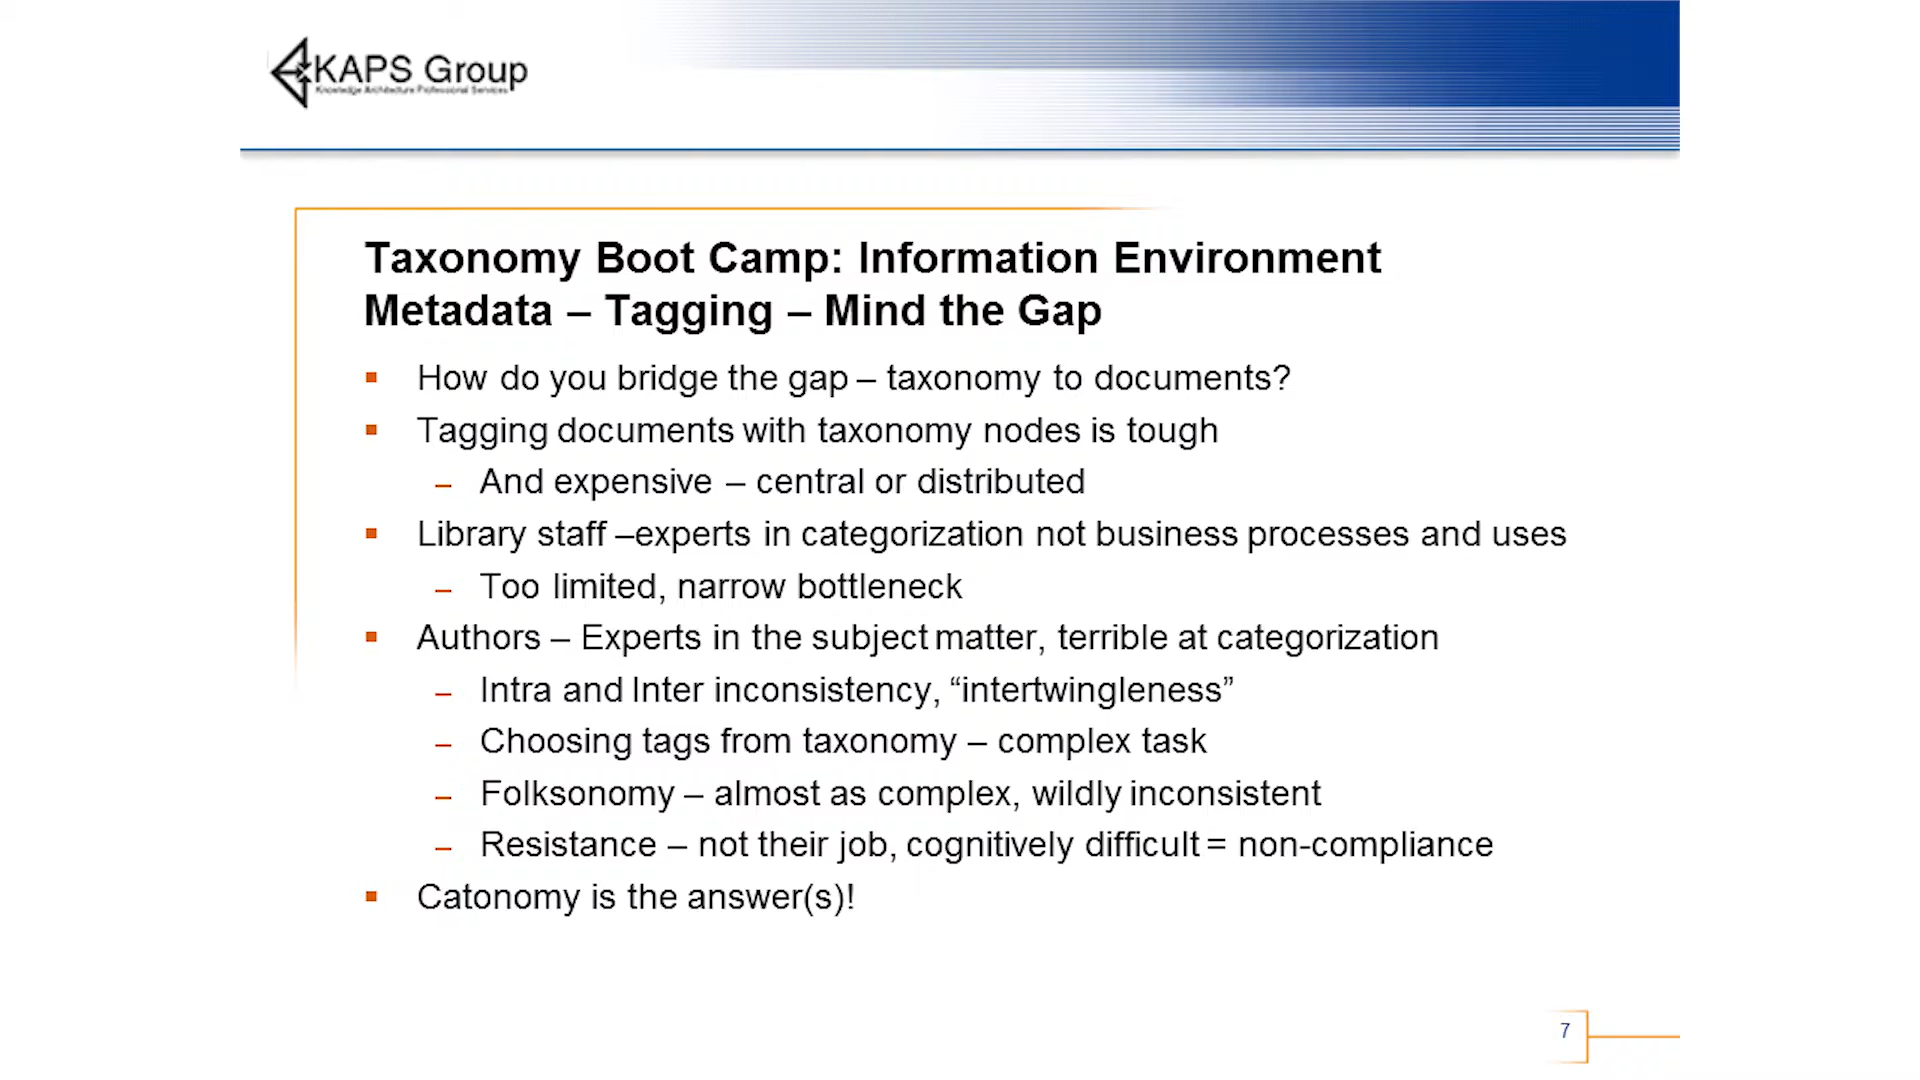 KAPS Group
Knowledge Architecture Professional Services
Taxonomy Boot Camp: Information Environment
Metadata – Tagging – Mind the Gap
How do you bridge the gap – taxonomy to documents?
Tagging documents with taxonomy nodes is tough
– And expensive – central or distributed
Library staff –experts in categorization not business processes and uses
– Too limited, narrow bottleneck
Authors – Experts in the subject matter, terrible at categorization
– Intra and Inter inconsistency, “intertwingleness”
– Choosing tags from taxonomy – complex task
– Folksonomy – almost as complex, wildly inconsistent
– Resistance – not their job, cognitively difficult = non-compliance
Catonomy is the answer(s)!
7